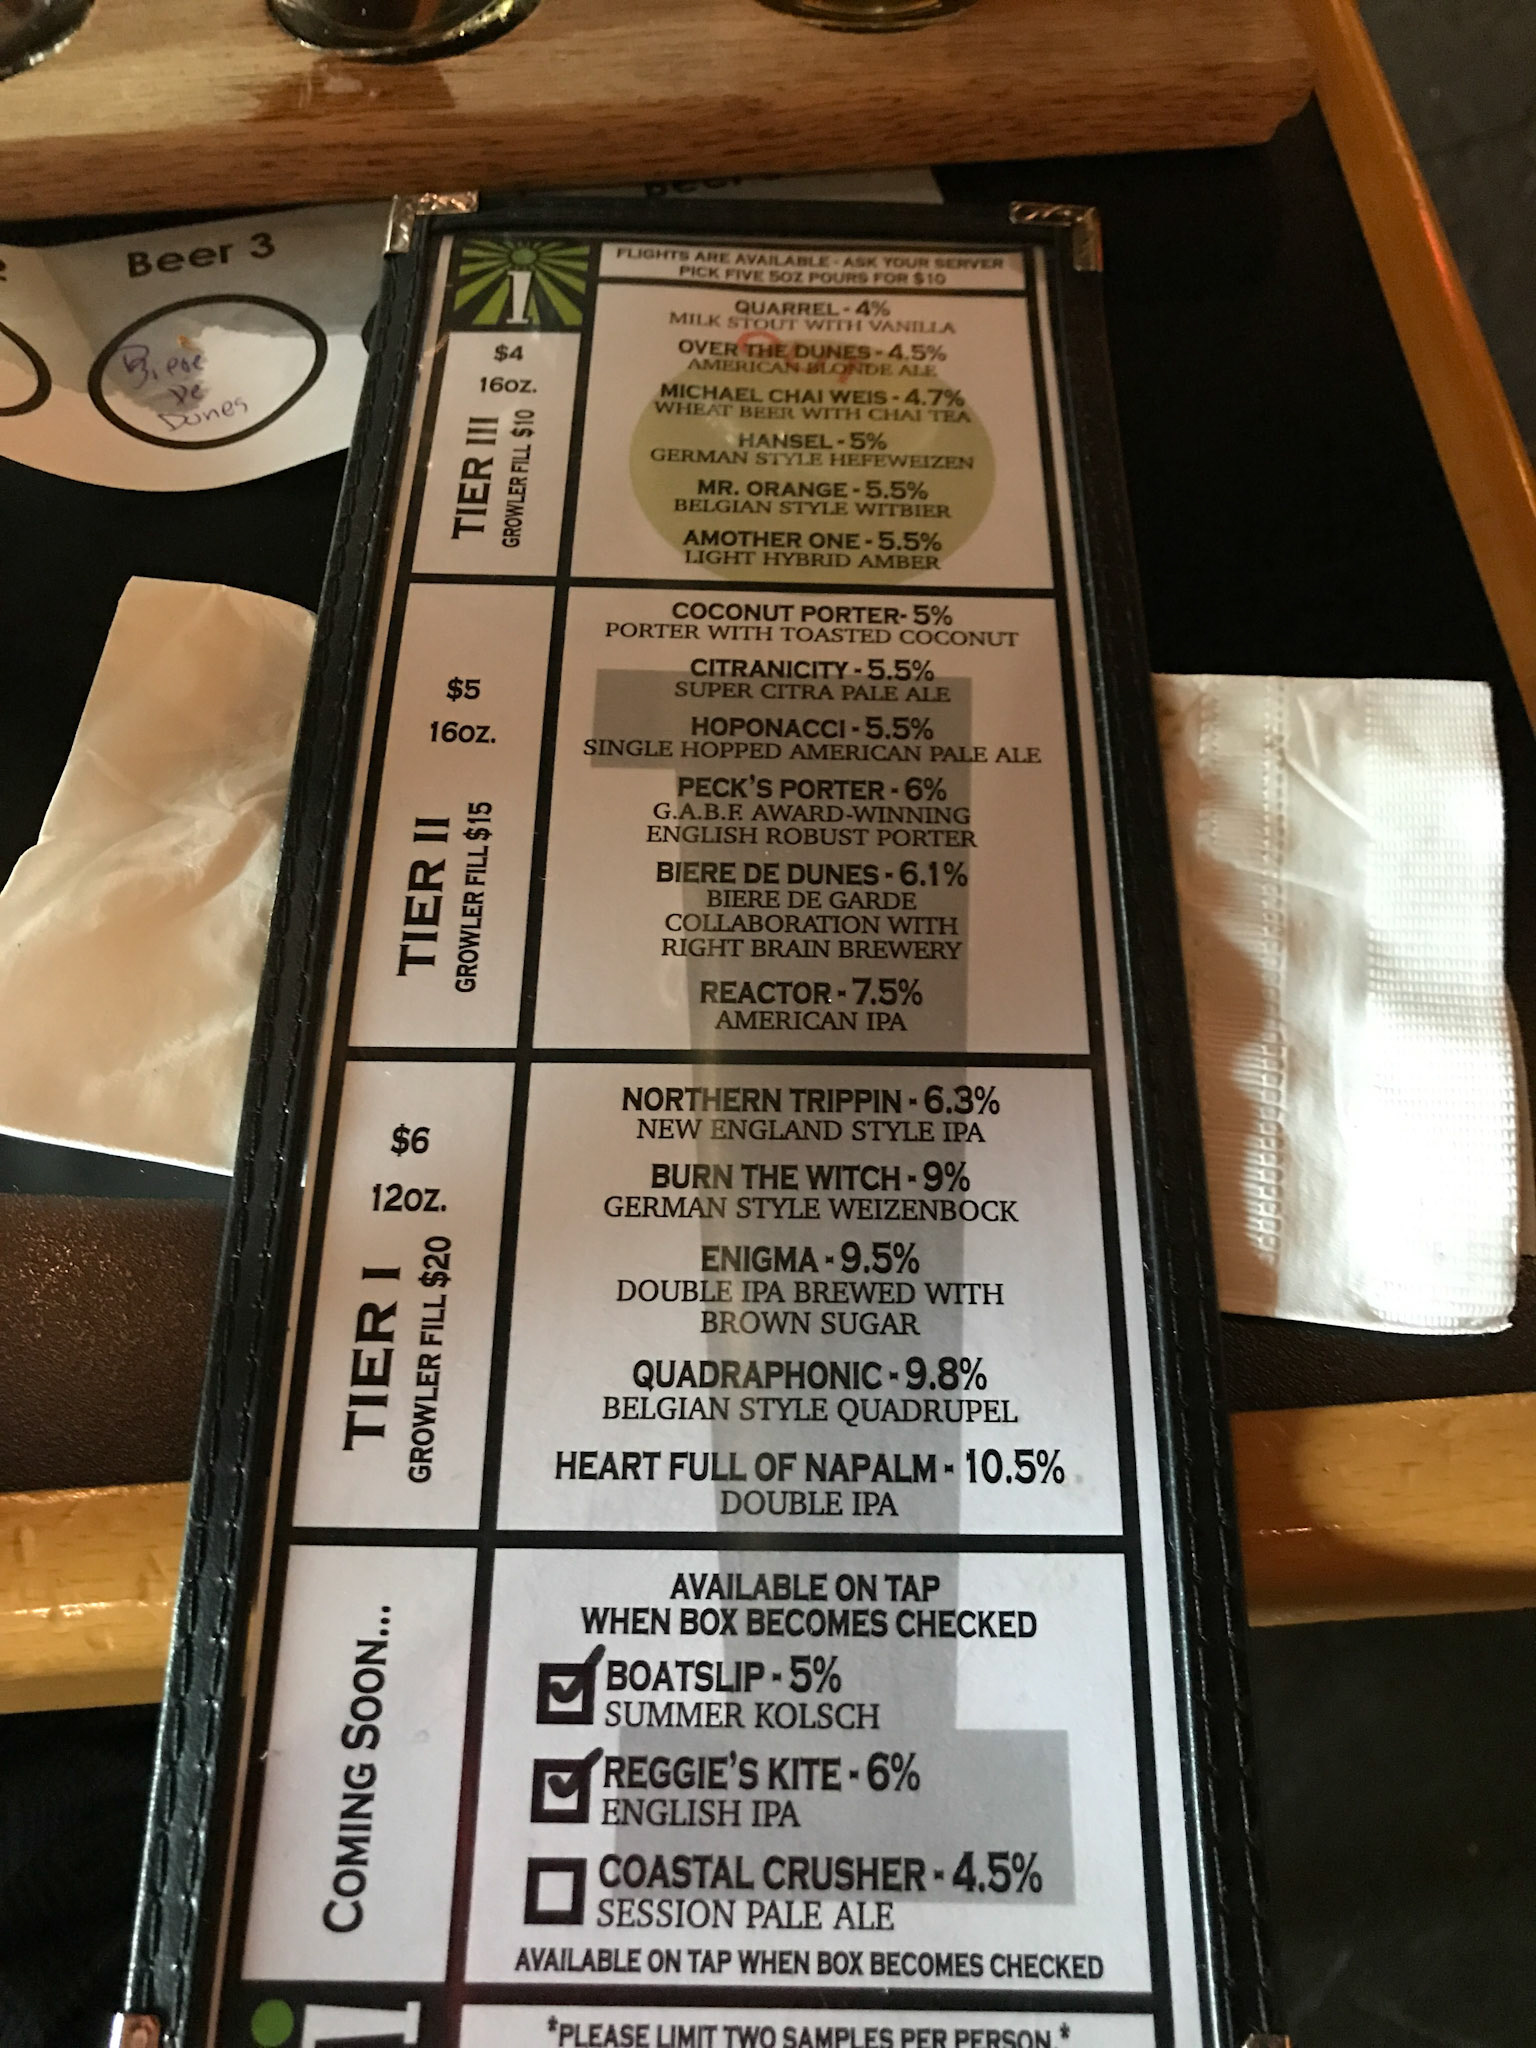 Beer 3
Biere
De
Dunes
FLIGHTS ARE AVAILABLE - ASK YOUR SERVER
PICK FIVE 5OZ POURS FOR $10
$4
16OZ.
TIER III
GROWLER FILL $10
QUARREL - 4%
MILK STOUT WITH VANILLA
OVER THE DUNES - 4.5%
AMERICAN BLONDE ALE
MICHAEL CHAI WEIS - 4.7%
WHEAT BEER WITH CHAI TEA
HANSEL - 5%
GERMAN STYLE HEFEWEIZEN
MR. ORANGE - 5.5%
BELGIAN STYLE WITBIER
AMOTHER ONE - 5.5%
LIGHT HYBRID AMBER
$5
16OZ.
TIER II
GROWLER FILL $15
COCONUT PORTER- 5%
PORTER WITH TOASTED COCONUT
CITRANICITY - 5.5%
SUPER CITRA PALE ALE
HOPONACCI - 5.5%
SINGLE HOPPED AMERICAN PALE ALE
PECK'S PORTER - 6%
G.A.B.F. AWARD-WINNING
ENGLISH ROBUST PORTER
BIERE DE DUNES - 6.1%
BIERE DE GARDE
COLLABORATION WITH
RIGHT BRAIN BREWERY
REACTOR - 7.5%
AMERICAN IPA
$6
12OZ.
TIER I
GROWLER FILL $20
NORTHERN TRIPPIN - 6.3%
NEW ENGLAND STYLE IPA
BURN THE WITCH - 9%
GERMAN STYLE WEIZENBOCK
ENIGMA - 9.5%
DOUBLE IPA BREWED WITH
BROWN SUGAR
QUADRAPHONIC - 9.8%
BELGIAN STYLE QUADRUPEL
HEART FULL OF NAPALM - 10.5%
DOUBLE IPA
COMING SOON...
AVAILABLE ON TAP
WHEN BOX BECOMES CHECKED
BOATSLIP - 5%
SUMMER KOLSCH
REGGIE'S KITE - 6%
ENGLISH IPA
COASTAL CRUSHER - 4.5%
SESSION PALE ALE
AVAILABLE ON TAP WHEN BOX BECOMES CHECKED
*PLEASE LIMIT TWO SAMPLES PER PERSON.*